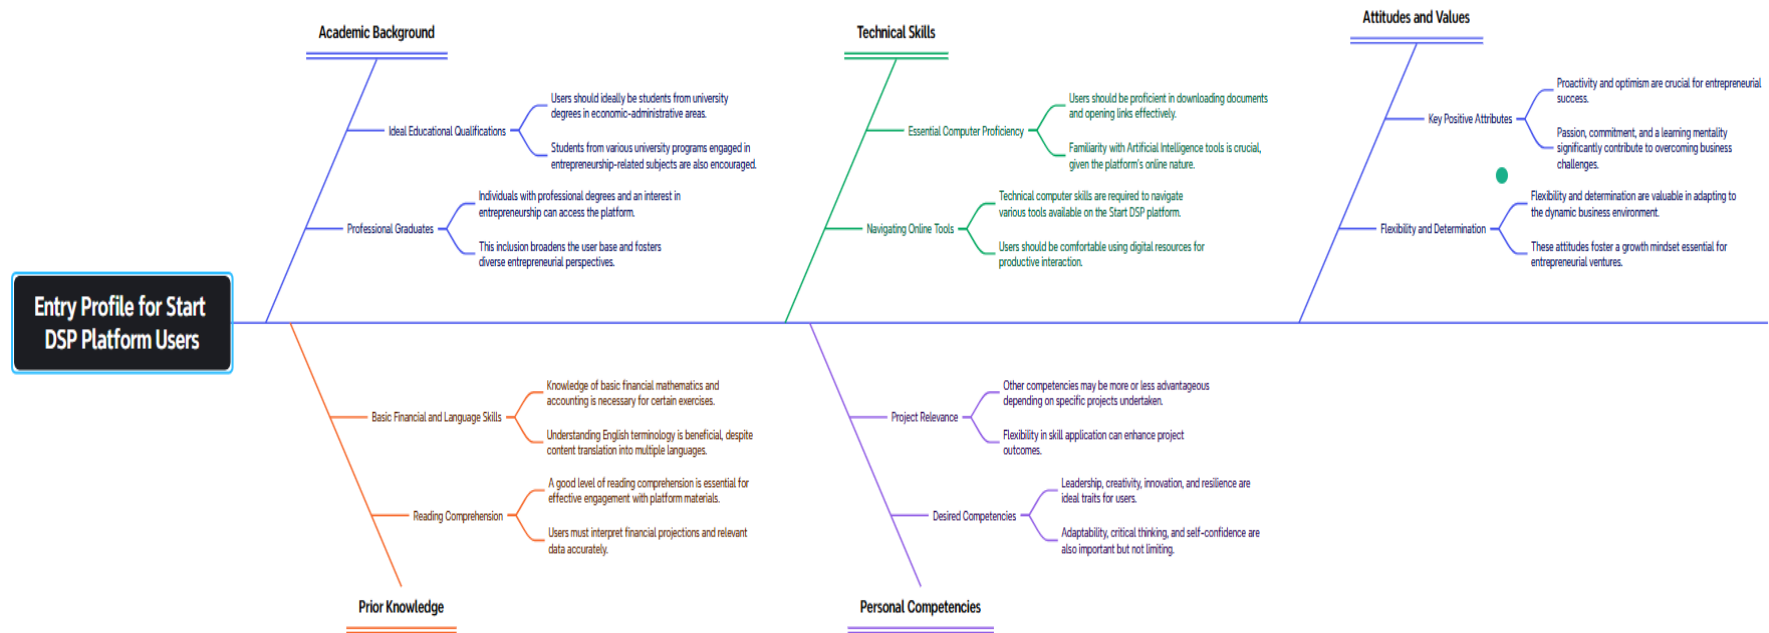 Entry Profile for Start
DSP Platform Users
Academic Background
Ideal Educational Qualifications
Users should ideally be students from university
degrees in economic-administrative areas.
Students from various university programs engaged in
entrepreneurship-related subjects are also encouraged.
Professional Graduates
Individuals with professional degrees and an interest in
entrepreneurship can access the platform.
This inclusion broadens the user base and fosters
diverse entrepreneurial perspectives.
Technical Skills
Essential Computer Proficiency
Users should be proficient in downloading documents
and opening links effectively.
Familiarity with Artificial Intelligence tools is crucial,
given the platform's online nature.
Navigating Online Tools
Technical computer skills are required to navigate
various tools available on the Start DSP platform.
Users should be comfortable using digital resources for
productive interaction.
Attitudes and Values
Key Positive Attributes
Proactivity and optimism are crucial for entrepreneurial
success.
Passion, commitment, and a learning mentality
significantly contribute to overcoming business
challenges.
Flexibility and Determination
Flexibility and determination are valuable in adapting to
the dynamic business environment.
These attitudes foster a growth mindset essential for
entrepreneurial ventures.
Basic Financial and Language Skills
Knowledge of basic financial mathematics and
accounting is necessary for certain exercises.
Understanding English terminology is beneficial, despite
content translation into multiple languages.
Reading Comprehension
A good level of reading comprehension is essential for
effective engagement with platform materials.
Users must interpret financial projections and relevant
data accurately.
Prior Knowledge
Project Relevance
Other competencies may be more or less advantageous
depending on specific projects undertaken.
Flexibility in skill application can enhance project
outcomes.
Desired Competencies
Leadership, creativity, innovation, and resilience are
ideal traits for users.
Adaptability, critical thinking, and self-confidence are
also important but not limiting.
Personal Competencies